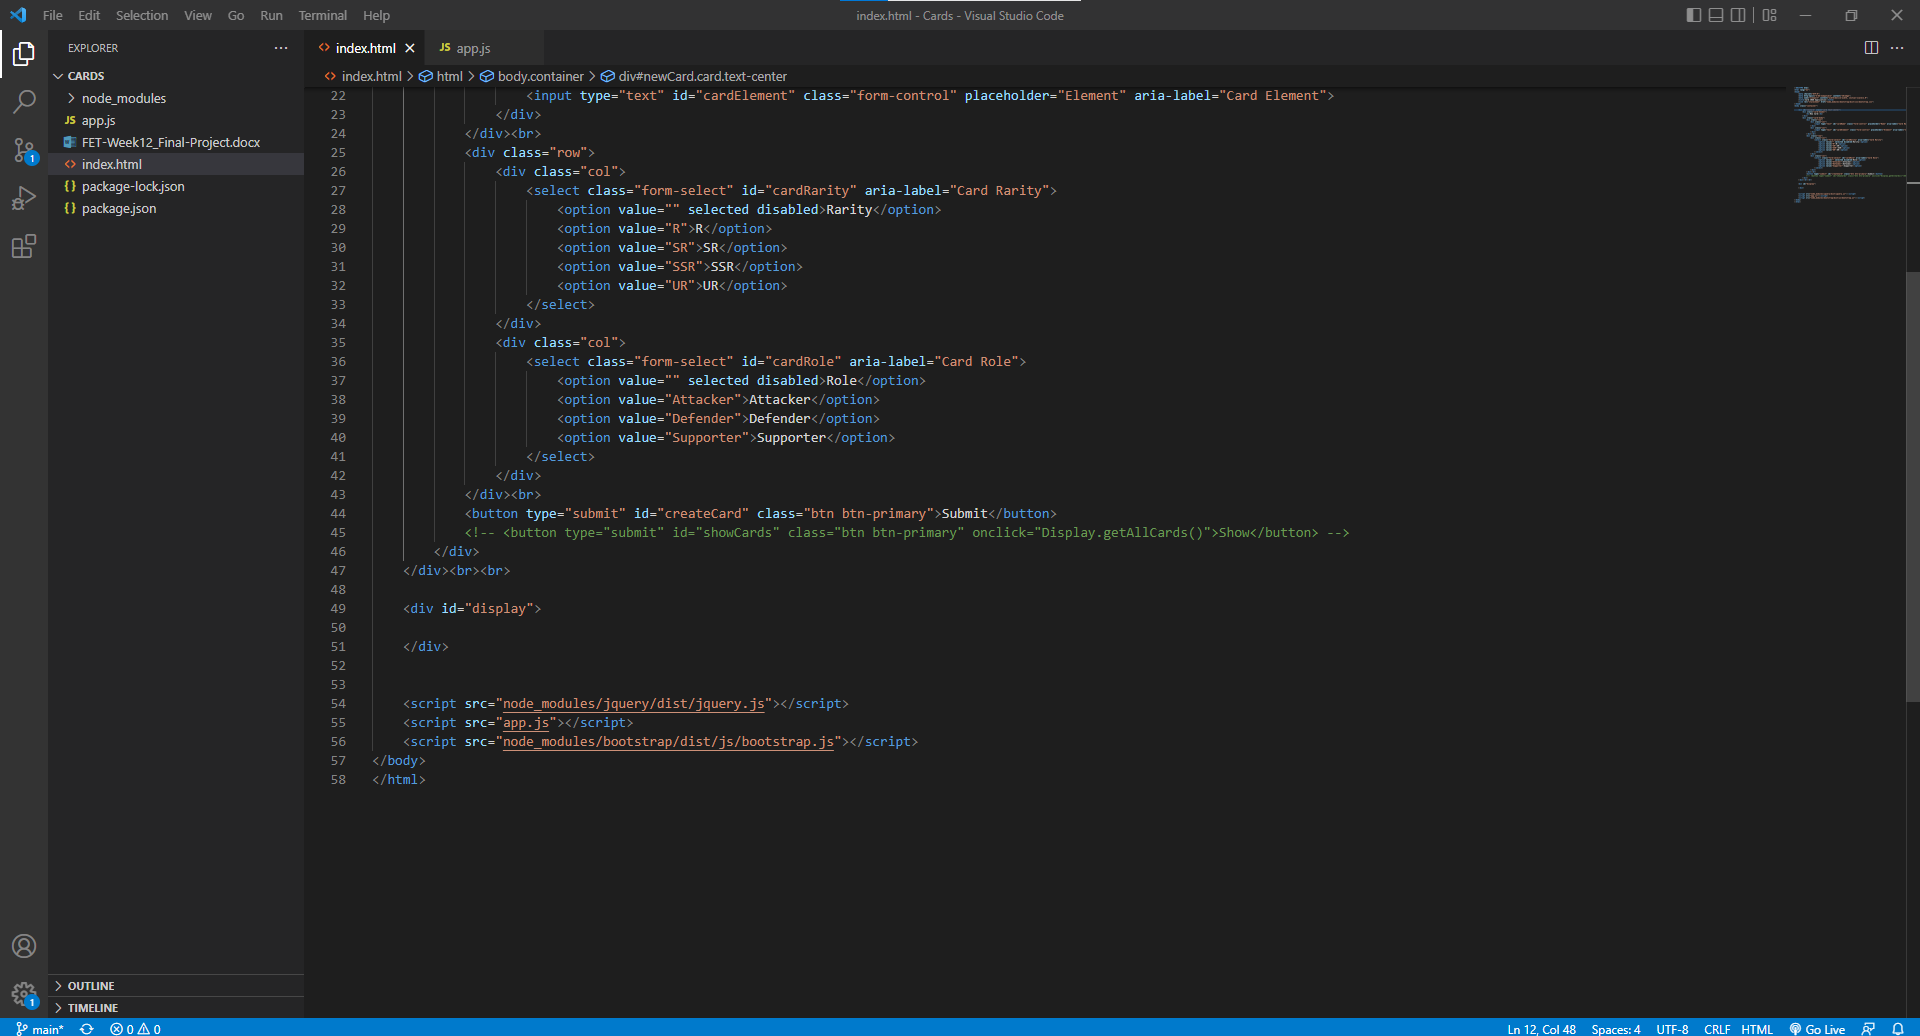 File Edit Selection View Go Run Terminal Help
index.html - Cards - Visual Studio Code
EXPLORER
CARDS
node_modules
JS app.js
FET-Week12_Final-Project.docx
<> index.html
{} package-lock.json
{} package.json
OUTLINE
TIMELINE
1
1
<> index.html
JS app.js
<> index.html > html > body.container > div#newCard.card.text-center
22 <input type="text" id="cardElement" class="form-control" placeholder="Element" aria-label="Card Element">
23 </div>
24 </div><br>
25 <div class="row">
26 <div class="col">
27 <select class="form-select" id="cardRarity" aria-label="Card Rarity">
28 <option value="" selected disabled>Rarity</option>
29 <option value="R">R</option>
30 <option value="SR">SR</option>
31 <option value="SSR">SSR</option>
32 <option value="UR">UR</option>
33 </select>
34 </div>
35 <div class="col">
36 <select class="form-select" id="cardRole" aria-label="Card Role">
37 <option value="" selected disabled>Role</option>
38 <option value="Attacker">Attacker</option>
39 <option value="Defender">Defender</option>
40 <option value="Supporter">Supporter</option>
41 </select>
42 </div>
43 </div><br>
44 <button type="submit" id="createCard" class="btn btn-primary">Submit</button>
45 <!-- <button type="submit" id="showCards" class="btn btn-primary" onclick="Display.getAllCards()">Show</button> -->
46 </div>
47 </div><br><br>
48
49 <div id="display">
50
51 </div>
52
53
54 <script src="node_modules/jquery/dist/jquery.js"></script>
55 <script src="app.js"></script>
56 <script src="node_modules/bootstrap/dist/js/bootstrap.js"></script>
57 </body>
58 </html>
main* 0 0
Ln 12, Col 48 Spaces: 4 UTF-8 CRLF HTML Go Live